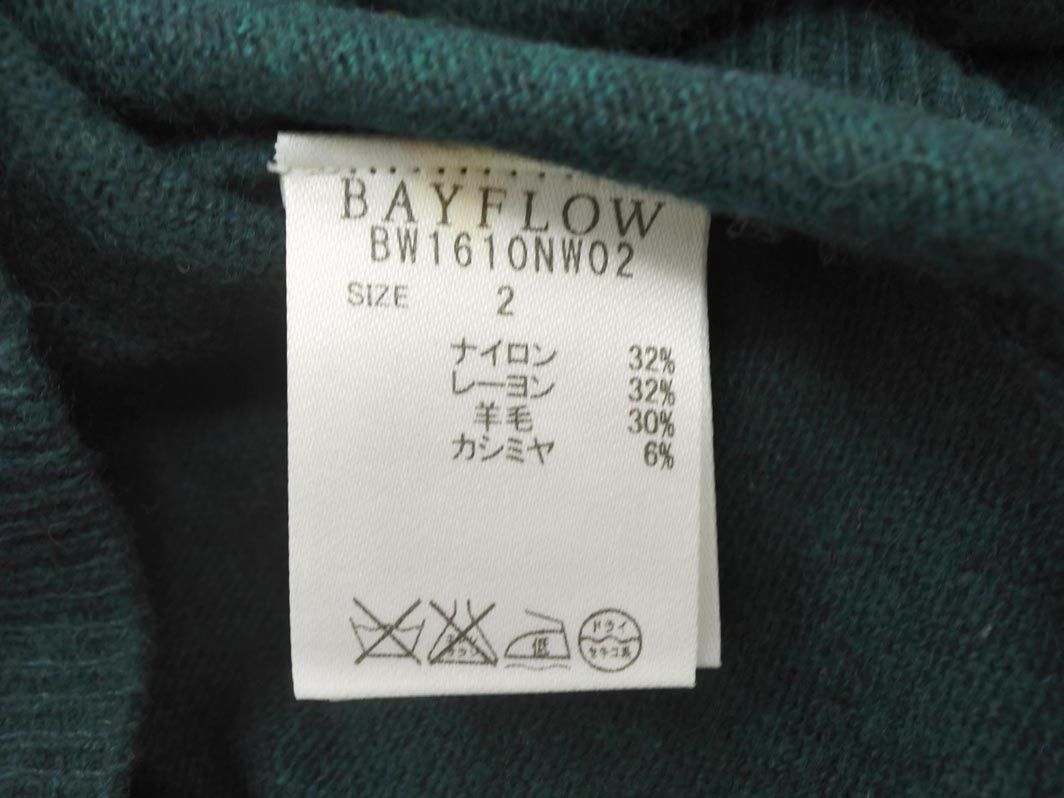 BAYFLOW
BW1610NW02
SIZE 2
ナイロン 32%
レーヨン 32%
羊毛 30%
カシミヤ 6%
低
ドライ
セキユ系